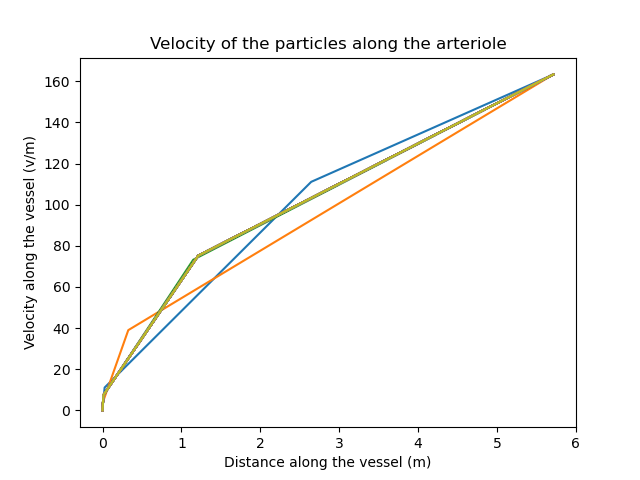 Velocity of the particles along the arteriole
Velocity along the vessel (v/m)
160
140
120
100
80
60
40
20
0
0 1 2 3 4 5 6
Distance along the vessel (m)